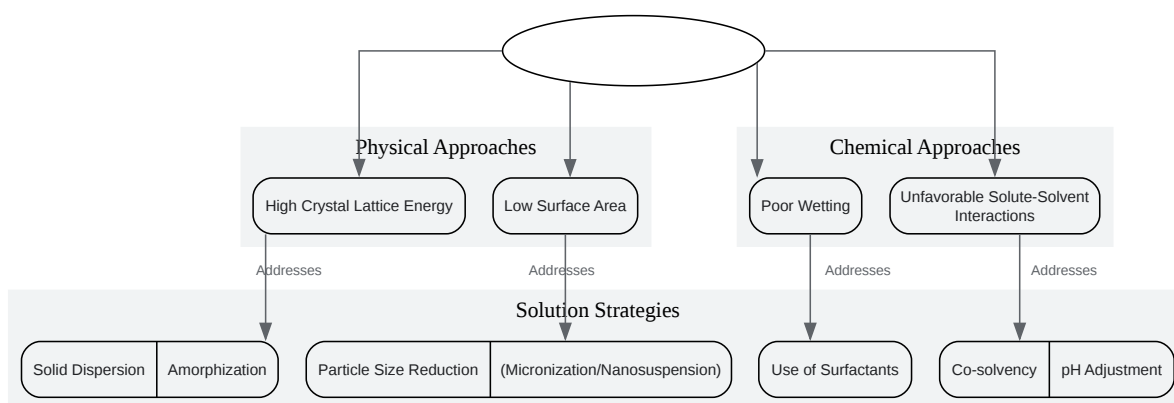 Physical Approaches
Chemical Approaches
High Crystal Lattice Energy
Low Surface Area
Poor Wetting
Unfavorable Solute-Solvent
Interactions
Addresses
Addresses
Addresses
Addresses
Solution Strategies
Solid Dispersion
Amorphization
Particle Size Reduction
(Micronization/Nanosuspension)
Use of Surfactants
Co-solvency
pH Adjustment